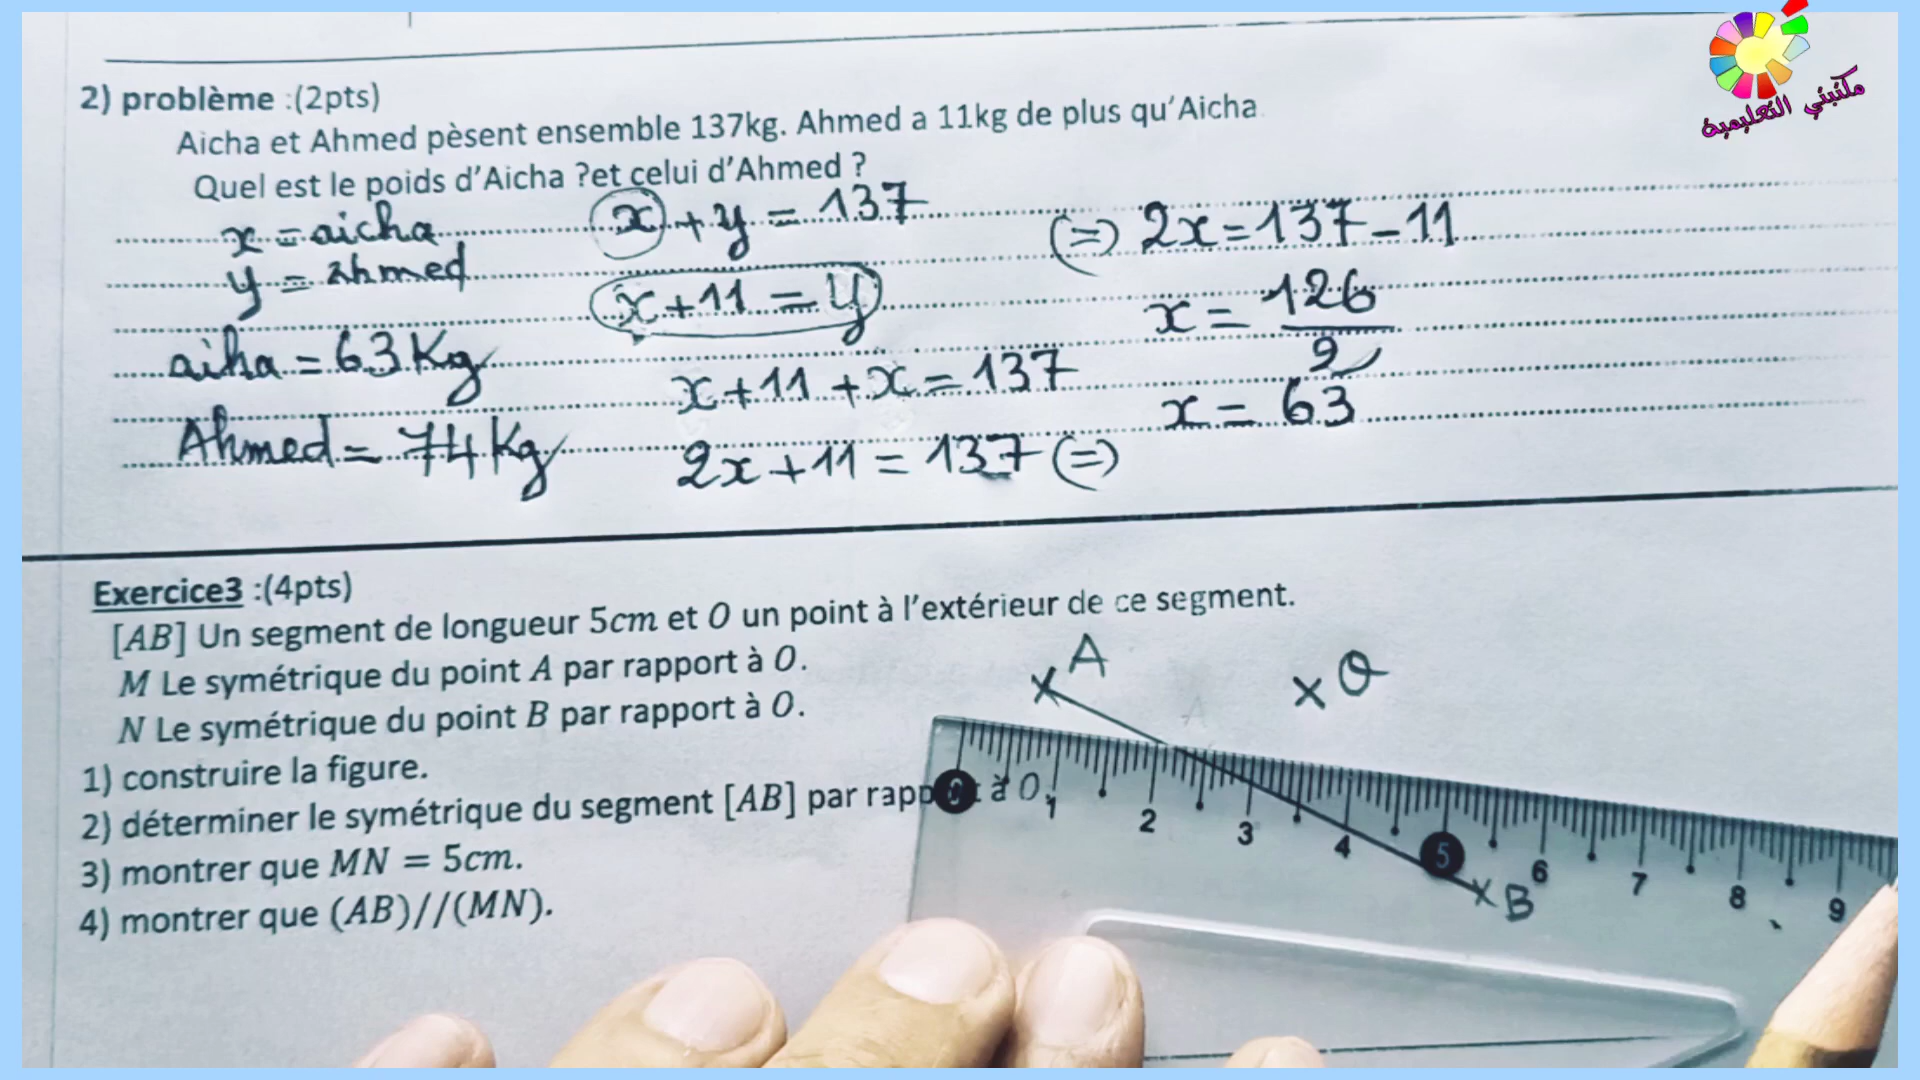 مكتبتي التعليمية
2) problème :(2pts)
Aicha et Ahmed pèsent ensemble 137kg. Ahmed a 11kg de plus qu'Aicha.
Quel est le poids d'Aicha ?et celui d'Ahmed ?
x = aicha
y = ahmed
aiha = 63 Kg
Ahmed = 74 Kg
x + y = 137
x + 11 = y
x + 11 + x = 137
2x + 11 = 137 (=)
(=) 2x = 137 - 11
x = 126
2
x = 63
Exercice3 :(4pts)
[AB] Un segment de longueur 5cm et O un point à l'extérieur de ce segment.
M Le symétrique du point A par rapport à O.
N Le symétrique du point B par rapport à O.
1) construire la figure.
2) déterminer le symétrique du segment [AB] par rapport à O,
3) montrer que MN = 5cm.
4) montrer que (AB)//(MN).
A
x O
0 1 2 3 4 5 6 7 8 9
x B